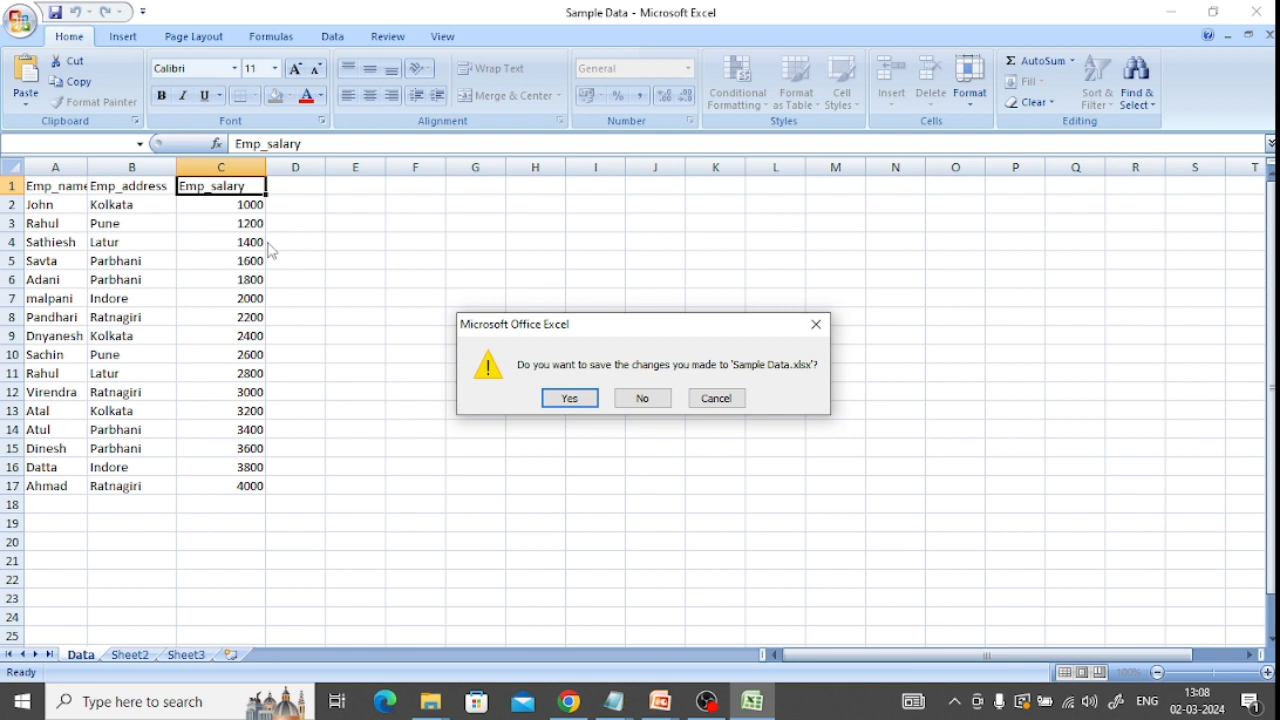 Sample Data - Microsoft Excel
Home Insert Page Layout Formulas Data Review View
Paste
Cut
Copy
Format Painter
Clipboard
Calibri 11
B I U
Font
Wrap Text
Merge & Center
Alignment
General
Number
Conditional Formatting
Format as Table
Cell Styles
Styles
Insert Delete Format
Cells
Σ AutoSum
Fill
Clear
Sort & Filter
Find & Select
Editing
fx Emp_salary
A B C D E F G H I J K L M N O P Q R S T
1 Emp_name Emp_address Emp_salary
2 John Kolkata 1000
3 Rahul Pune 1200
4 Sathiesh Latur 1400
5 Savta Parbhani 1600
6 Adani Parbhani 1800
7 malpani Indore 2000
8 Pandhari Ratnagiri 2200
9 Dnyanesh Kolkata 2400
10 Sachin Pune 2600
11 Rahul Latur 2800
12 Virendra Ratnagiri 3000
13 Atal Kolkata 3200
14 Atul Parbhani 3400
15 Dinesh Parbhani 3600
16 Datta Indore 3800
17 Ahmad Ratnagiri 4000
18
19
20
21
22
23
24
25
Microsoft Office Excel
Do you want to save the changes you made to 'Sample Data.xlsx'?
Yes No Cancel
Data Sheet2 Sheet3
Ready 100%
Type here to search
ENG
13:08
02-03-2024
1